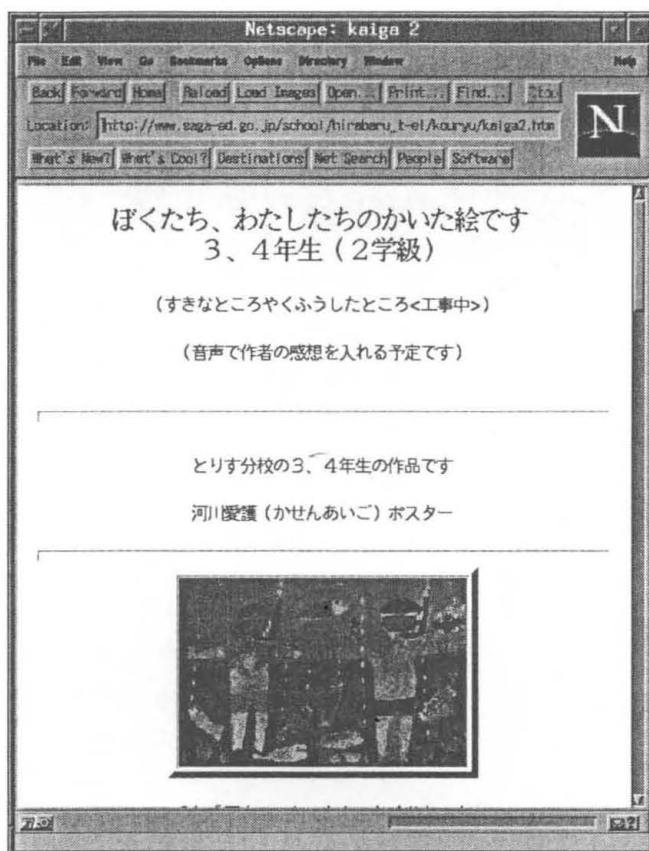 Netscape: kaiga 2
File Edit View Go Bookmarks Options Directory Window Help
Back Forward Home Reload Load Images Open... Print... Find... Stop
Location: http://www.saga-ed.go.jp/school/hirabaru_t-el/kouryu/kaiga2.htm
N
What's New? What's Cool? Destinations Net Search People Software
ぼくたち、わたしたちのかいた絵です
3、4年生(2学級)
(すきなところやくふうしたところ<工事中>)
(音声で作者の感想を入れる予定です)
とりす分校の3、4年生の作品です
河川愛護(かせんあいご)ポスター